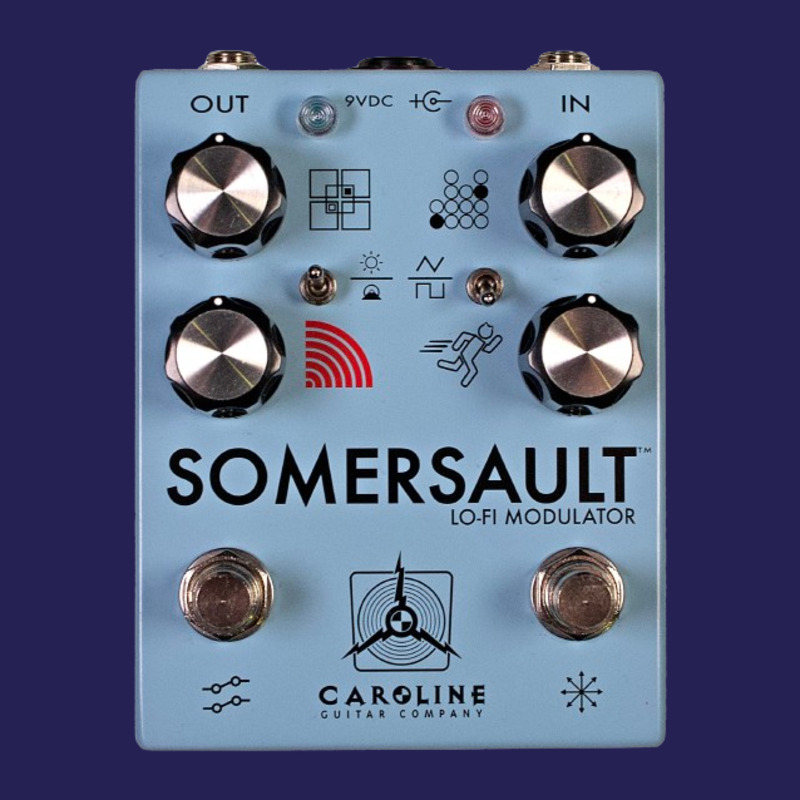 OUT 9VDC IN
SOMERSAULT™
LO-FI MODULATOR
CAROLINE
GUITAR COMPANY